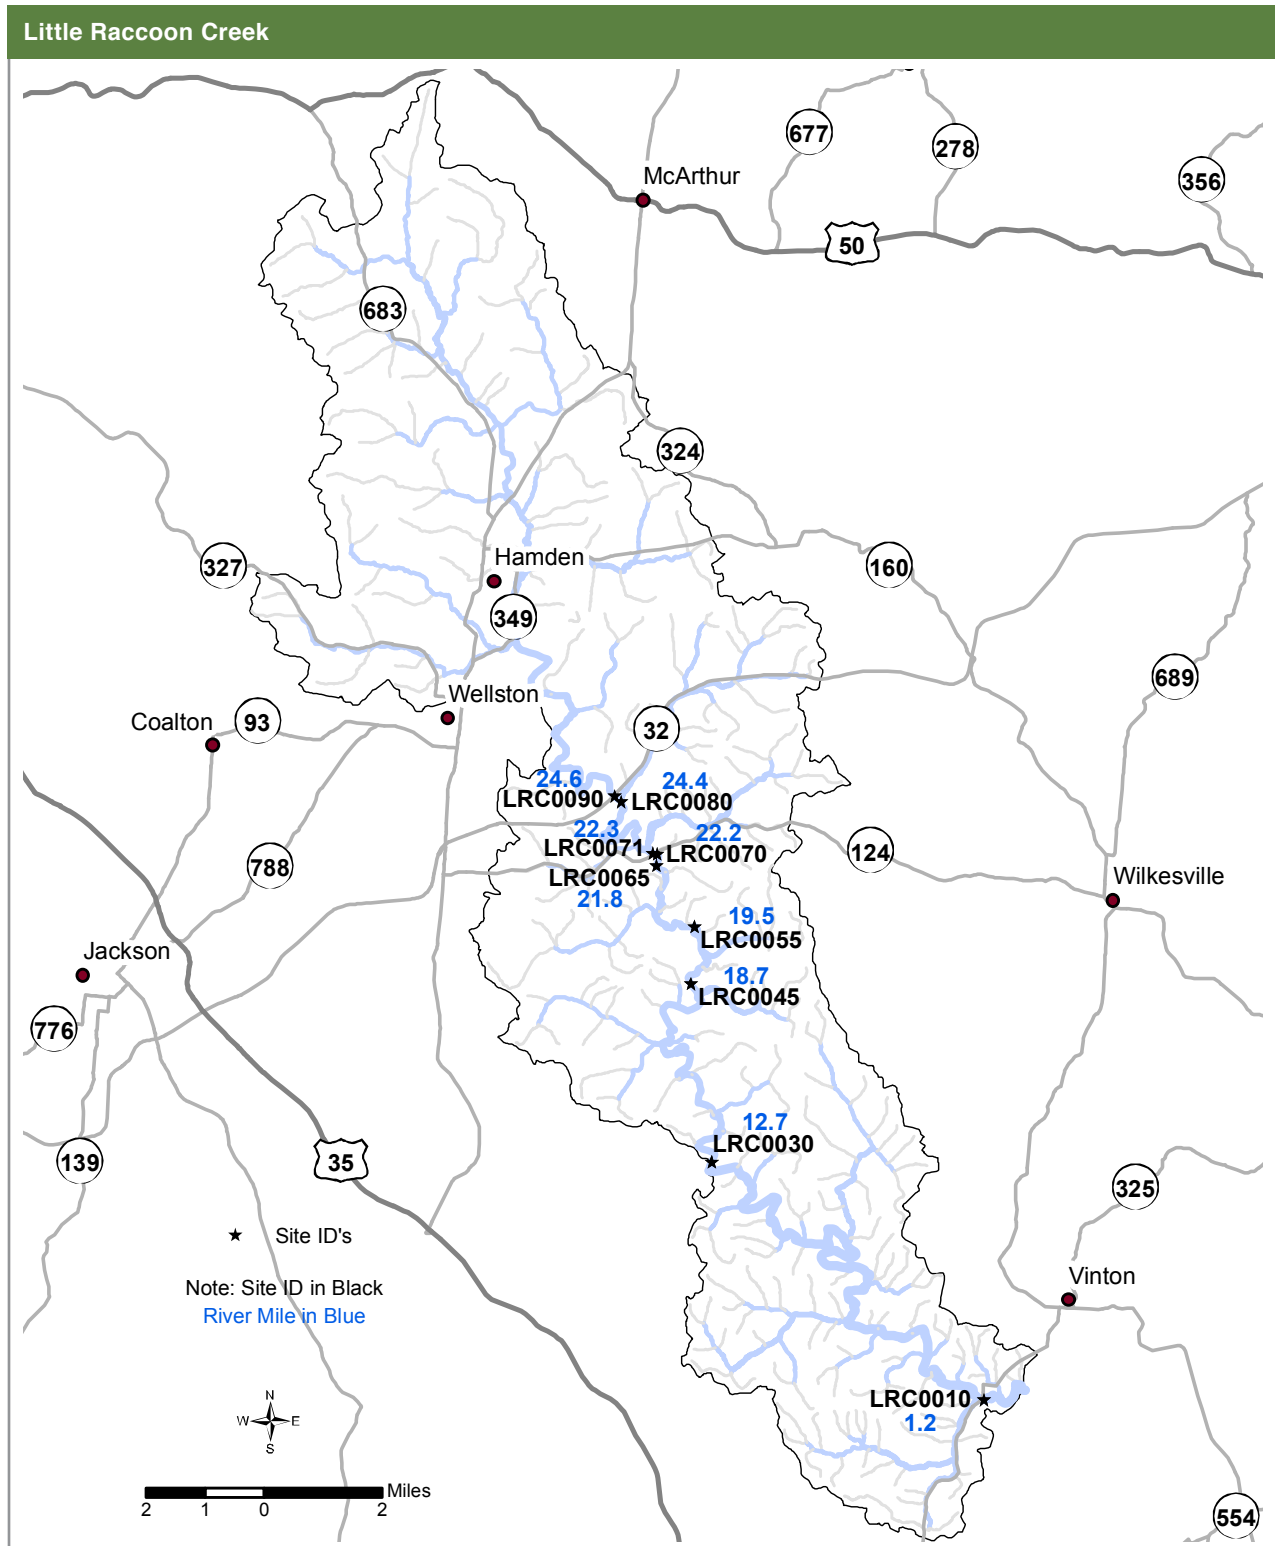 Little Raccoon Creek
677
278
McArthur
356
50
683
324
Hamden
327
160
349
689
Wellston
Coalton
93
32
24.6
24.4
LRC0090
LRC0080
22.3
22.2
LRC0071
LRC0070
124
788
LRC0065
Wilkesville
21.8
19.5
LRC0055
Jackson
18.7
LRC0045
776
12.7
LRC0030
139
35
325
Site ID's
Vinton
Note: Site ID in Black
River Mile in Blue
N
W E
S
LRC0010
1.2
Miles
2 1 0 2
554